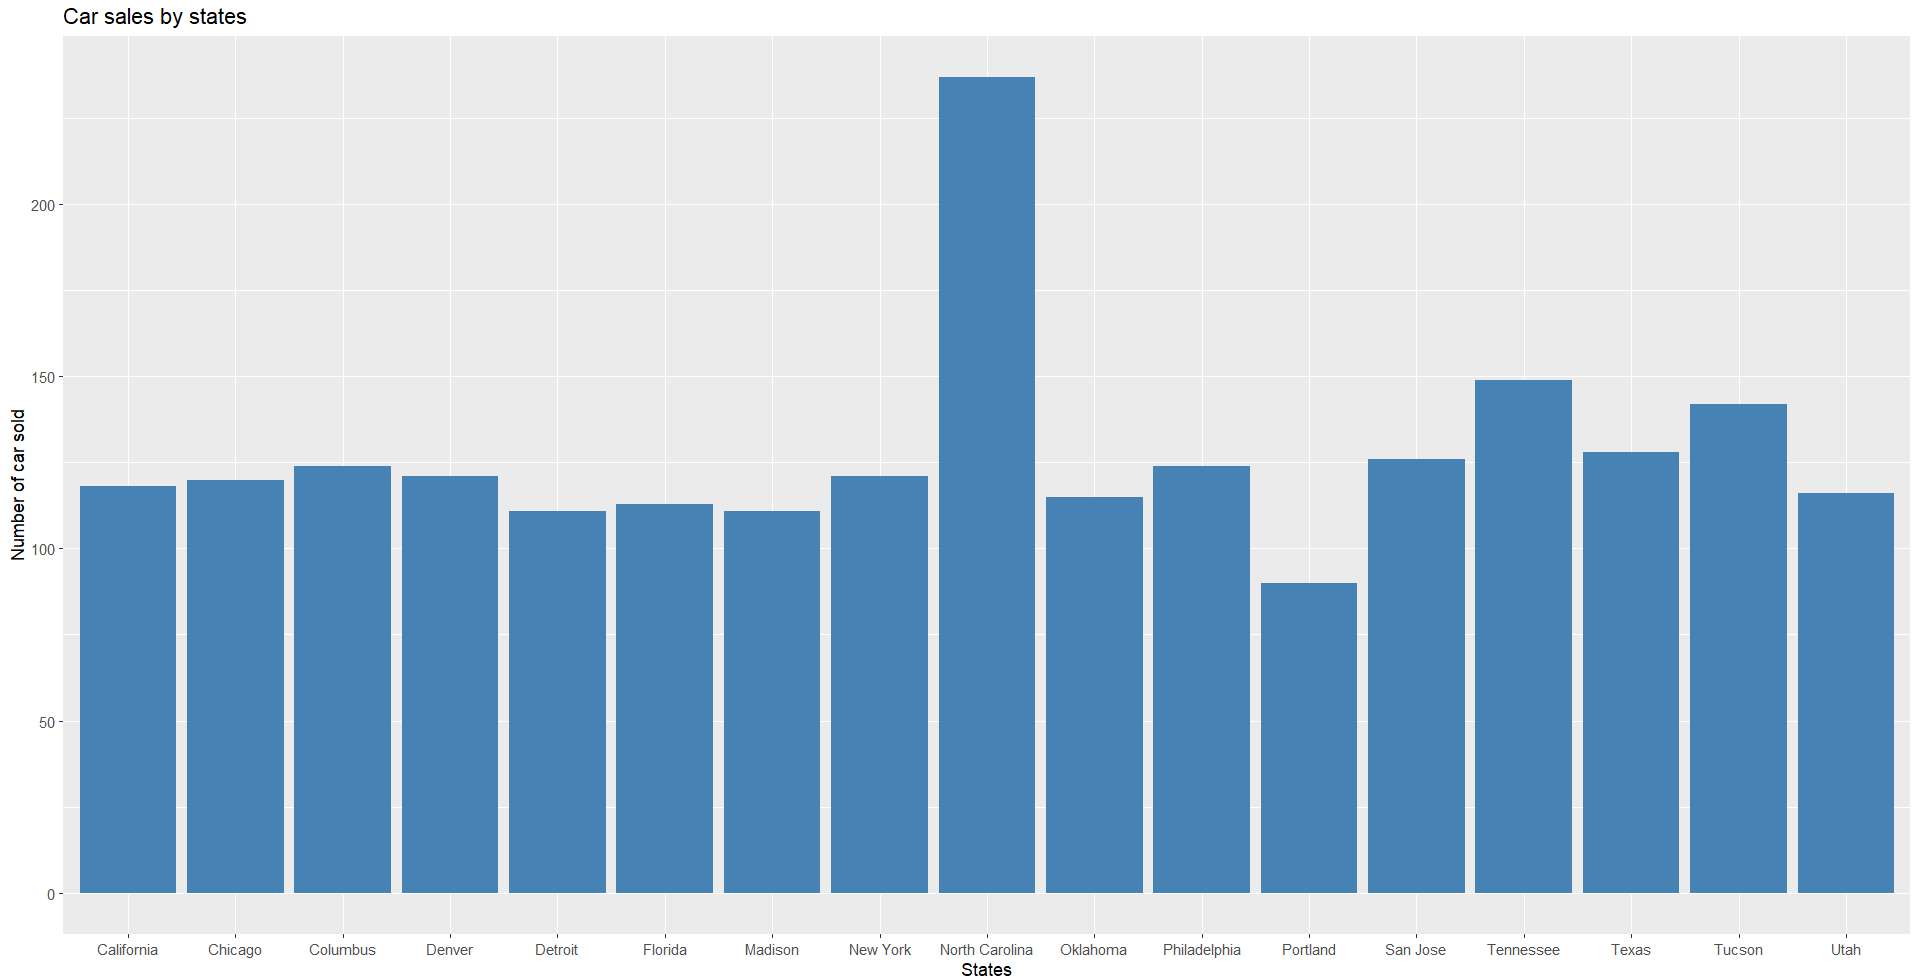 Car sales by states
Number of car sold
200
150
100
50
0
California Chicago Columbus Denver Detroit Florida Madison New York North Carolina Oklahoma Philadelphia Portland San Jose Tennessee Texas Tucson Utah
States